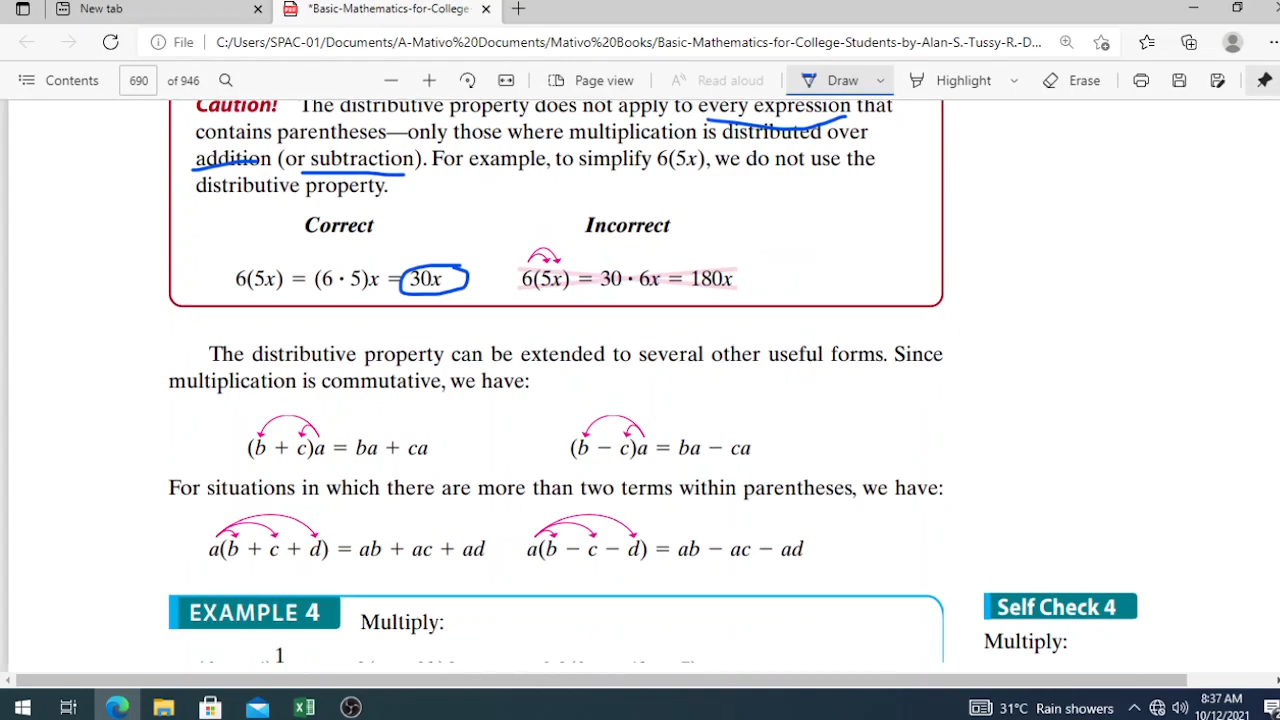 New tab
*Basic-Mathematics-for-College-
File
C:/Users/SPAC-01/Documents/A-Mativo%20Documents/Mativo%20Books/Basic-Mathematics-for-College-Students-by-Alan-S.-Tussy-R.-D...
Contents
690 of 946
Page view
Read aloud
Draw
Highlight
Erase
Caution! The distributive property does not apply to every expression that
contains parentheses—only those where multiplication is distributed over
addition (or subtraction). For example, to simplify 6(5x), we do not use the
distributive property.
Correct Incorrect
6(5x) = (6 · 5)x = 30x 6(5x) = 30 · 6x = 180x
The distributive property can be extended to several other useful forms. Since
multiplication is commutative, we have:
(b + c)a = ba + ca (b − c)a = ba − ca
For situations in which there are more than two terms within parentheses, we have:
a(b + c + d) = ab + ac + ad a(b − c − d) = ab − ac − ad
EXAMPLE 4 Multiply:
1
Self Check 4
Multiply:
31°C Rain showers
8:37 AM
10/12/2021